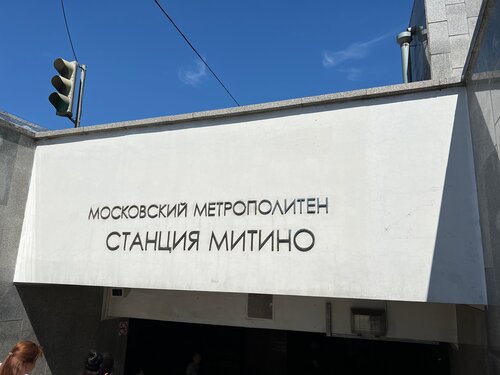 МОСКОВСКИЙ МЕТРОПОЛИТЕН
СТАНЦИЯ МИТИНО